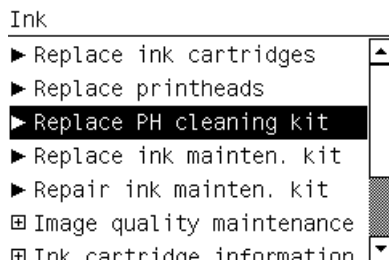 Ink
Replace ink cartridges
Replace printheads
Replace PH cleaning kit
Replace ink mainten. kit
Repair ink mainten. kit
Image quality maintenance
Ink cartridge information